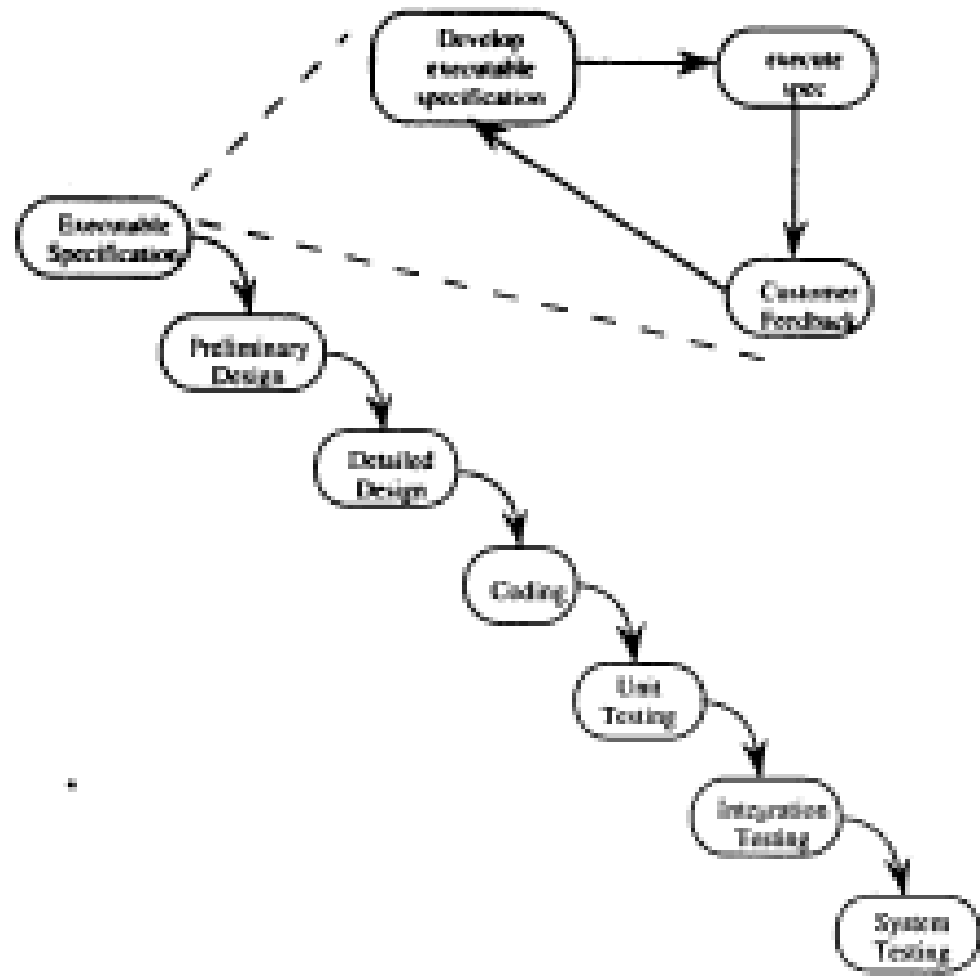 Develop
executable
specification
execute
spec
Executable
Specification
Customer
Feedback
Preliminary
Design
Detailed
Design
Coding
Unit
Testing
Integration
Testing
System
Testing